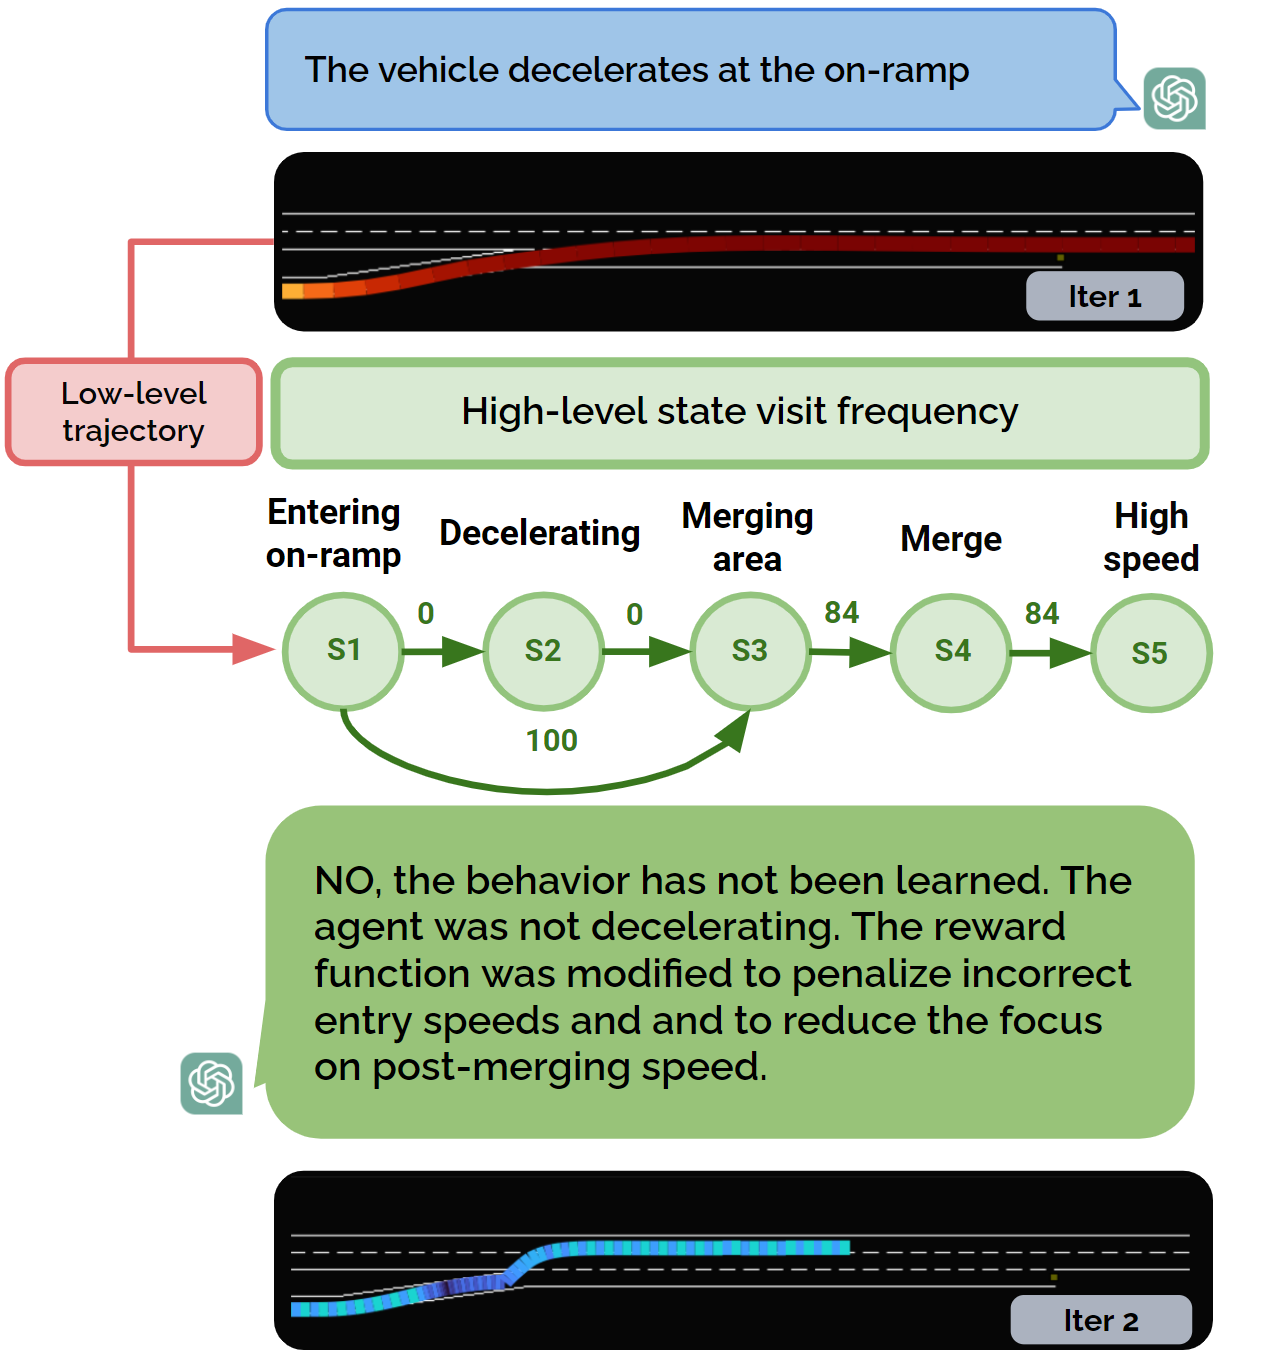 The vehicle decelerates at the on-ramp
Iter 1
Low-level
trajectory
High-level state visit frequency
Entering
on-ramp
Decelerating
Merging
area
Merge
High
speed
0
0
84
84
S1
S2
S3
S4
S5
100
NO, the behavior has not been learned. The
agent was not decelerating. The reward
function was modified to penalize incorrect
entry speeds and and to reduce the focus
on post-merging speed.
Iter 2